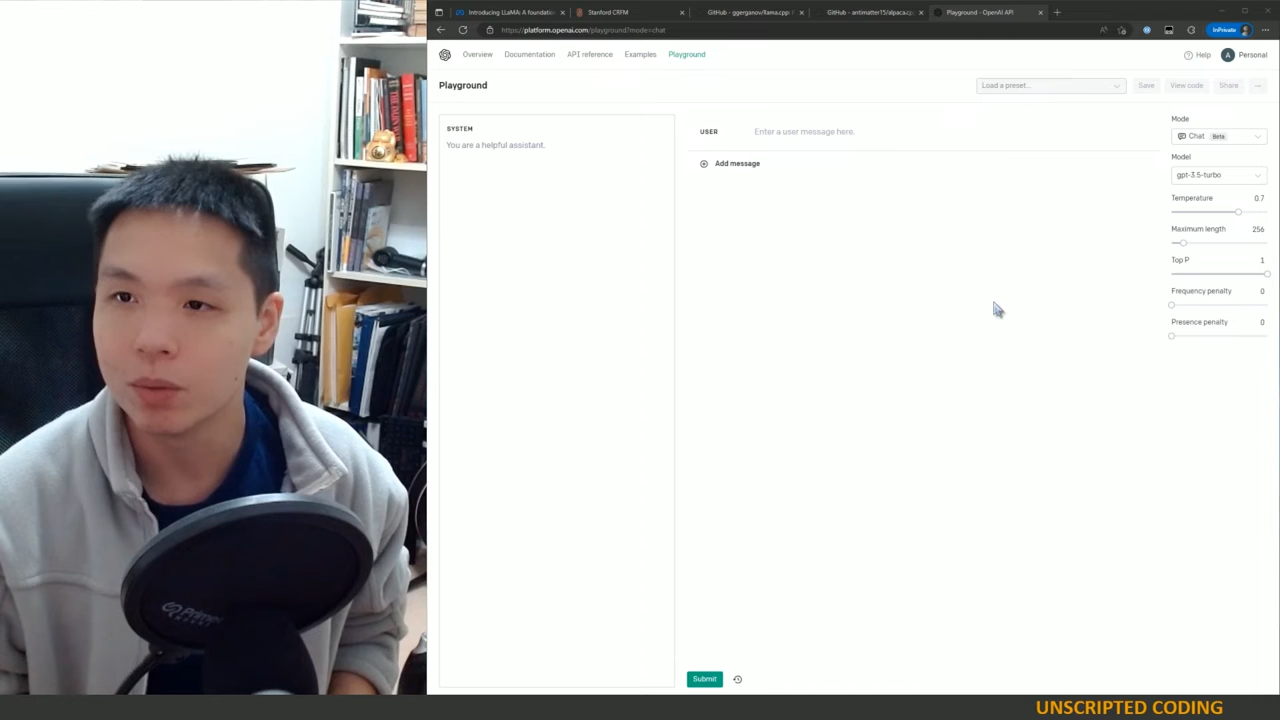 Introducing LLaMA: A foundation
Stanford CRFM
GitHub - ggerganov/llama.cpp:
GitHub - antimatter15/alpaca.cp
Playground - OpenAI API
https://platform.openai.com/playground?mode=chat
InPrivate
Overview
Documentation
API reference
Examples
Playground
Help
A
Personal
Playground
Load a preset...
Save
View code
Share
SYSTEM
You are a helpful assistant.
USER
Enter a user message here.
Add message
Mode
Chat Beta
Model
gpt-3.5-turbo
Temperature 0.7
Maximum length 256
Top P 1
Frequency penalty 0
Presence penalty 0
Submit
UNSCRIPTED CODING